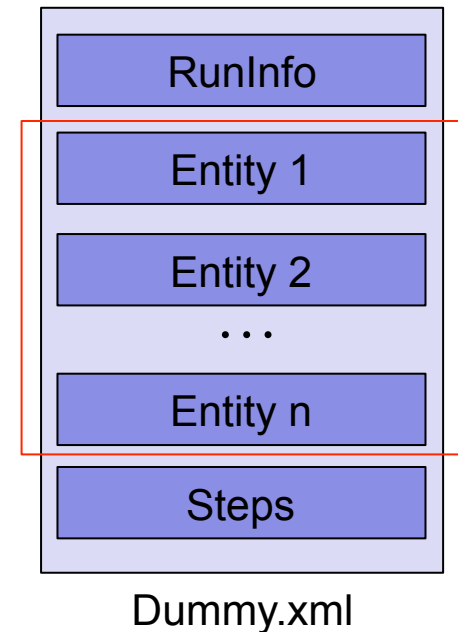 RunInfo
Entity 1
Entity 2
...
Entity n
Steps
Dummy.xml